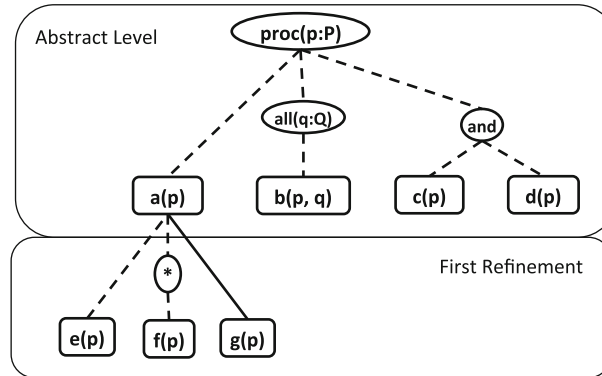 Abstract Level
proc(p:P)
all(q:Q)
and
a(p)
b(p, q)
c(p)
d(p)
First Refinement
*
e(p)
f(p)
g(p)